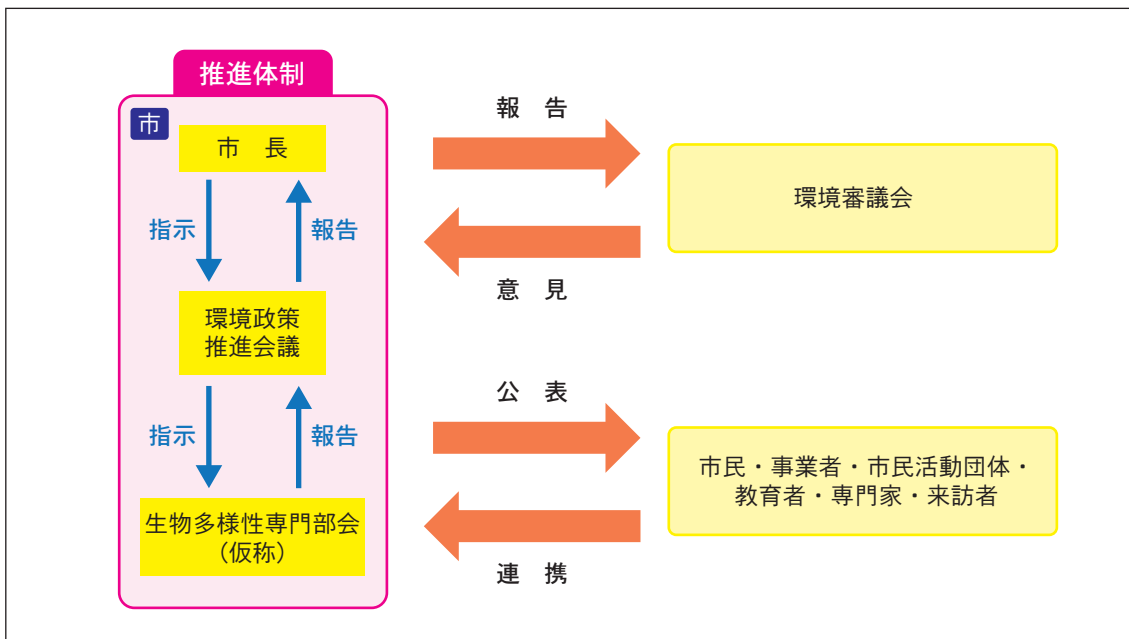 推進体制
市
市　長
指示
報告
環境政策
推進会議
指示
報告
生物多様性専門部会
（仮称）
報　告
環境審議会
意　見
公　表
市民・事業者・市民活動団体・
教育者・専門家・来訪者
連　携